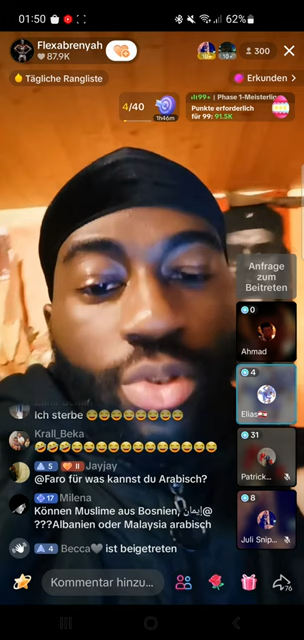 01:50
62%
Flexabrenyah
87.9K
300
Tägliche Rangliste
Erkunden >
4/40
1h46m
99+ | Phase 1-Meisterli
Punkte erforderlich
für 99: 91.5K
Anfrage
zum
Beitreten
0
Ahmad
4
Elias
31
Patrick...
8
Juli Snip...
Ich sterbe 😂😂😂😂😂😂😂😂😂
Krall_Beka
🤣🤣🤣🤣🤣🤣🤣🤣🤣🤣🤣🤣🤣🤣
5 II Jayjay
@Faro für was kannst du Arabisch?
17 Milena
Können Muslime aus Bosnien, إيمان@
???Albanien oder Malaysia arabisch
4 Becca🩶 ist beigetreten
Kommentar hinzu...
76